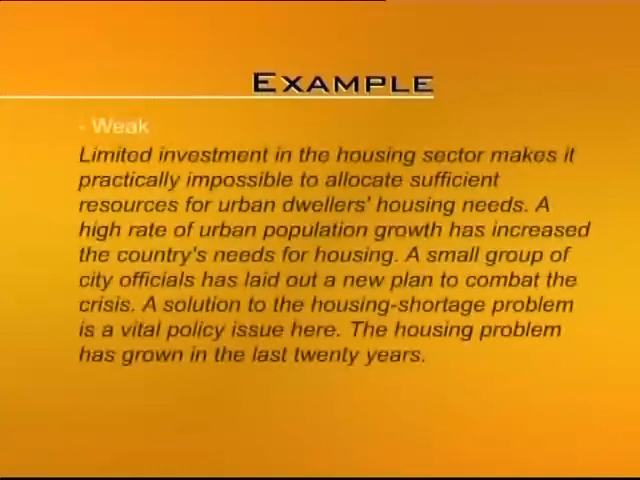 EXAMPLE
- Weak
Limited investment in the housing sector makes it
practically impossible to allocate sufficient
resources for urban dwellers' housing needs. A
high rate of urban population growth has increased
the country's needs for housing. A small group of
city officials has laid out a new plan to combat the
crisis. A solution to the housing-shortage problem
is a vital policy issue here. The housing problem
has grown in the last twenty years.